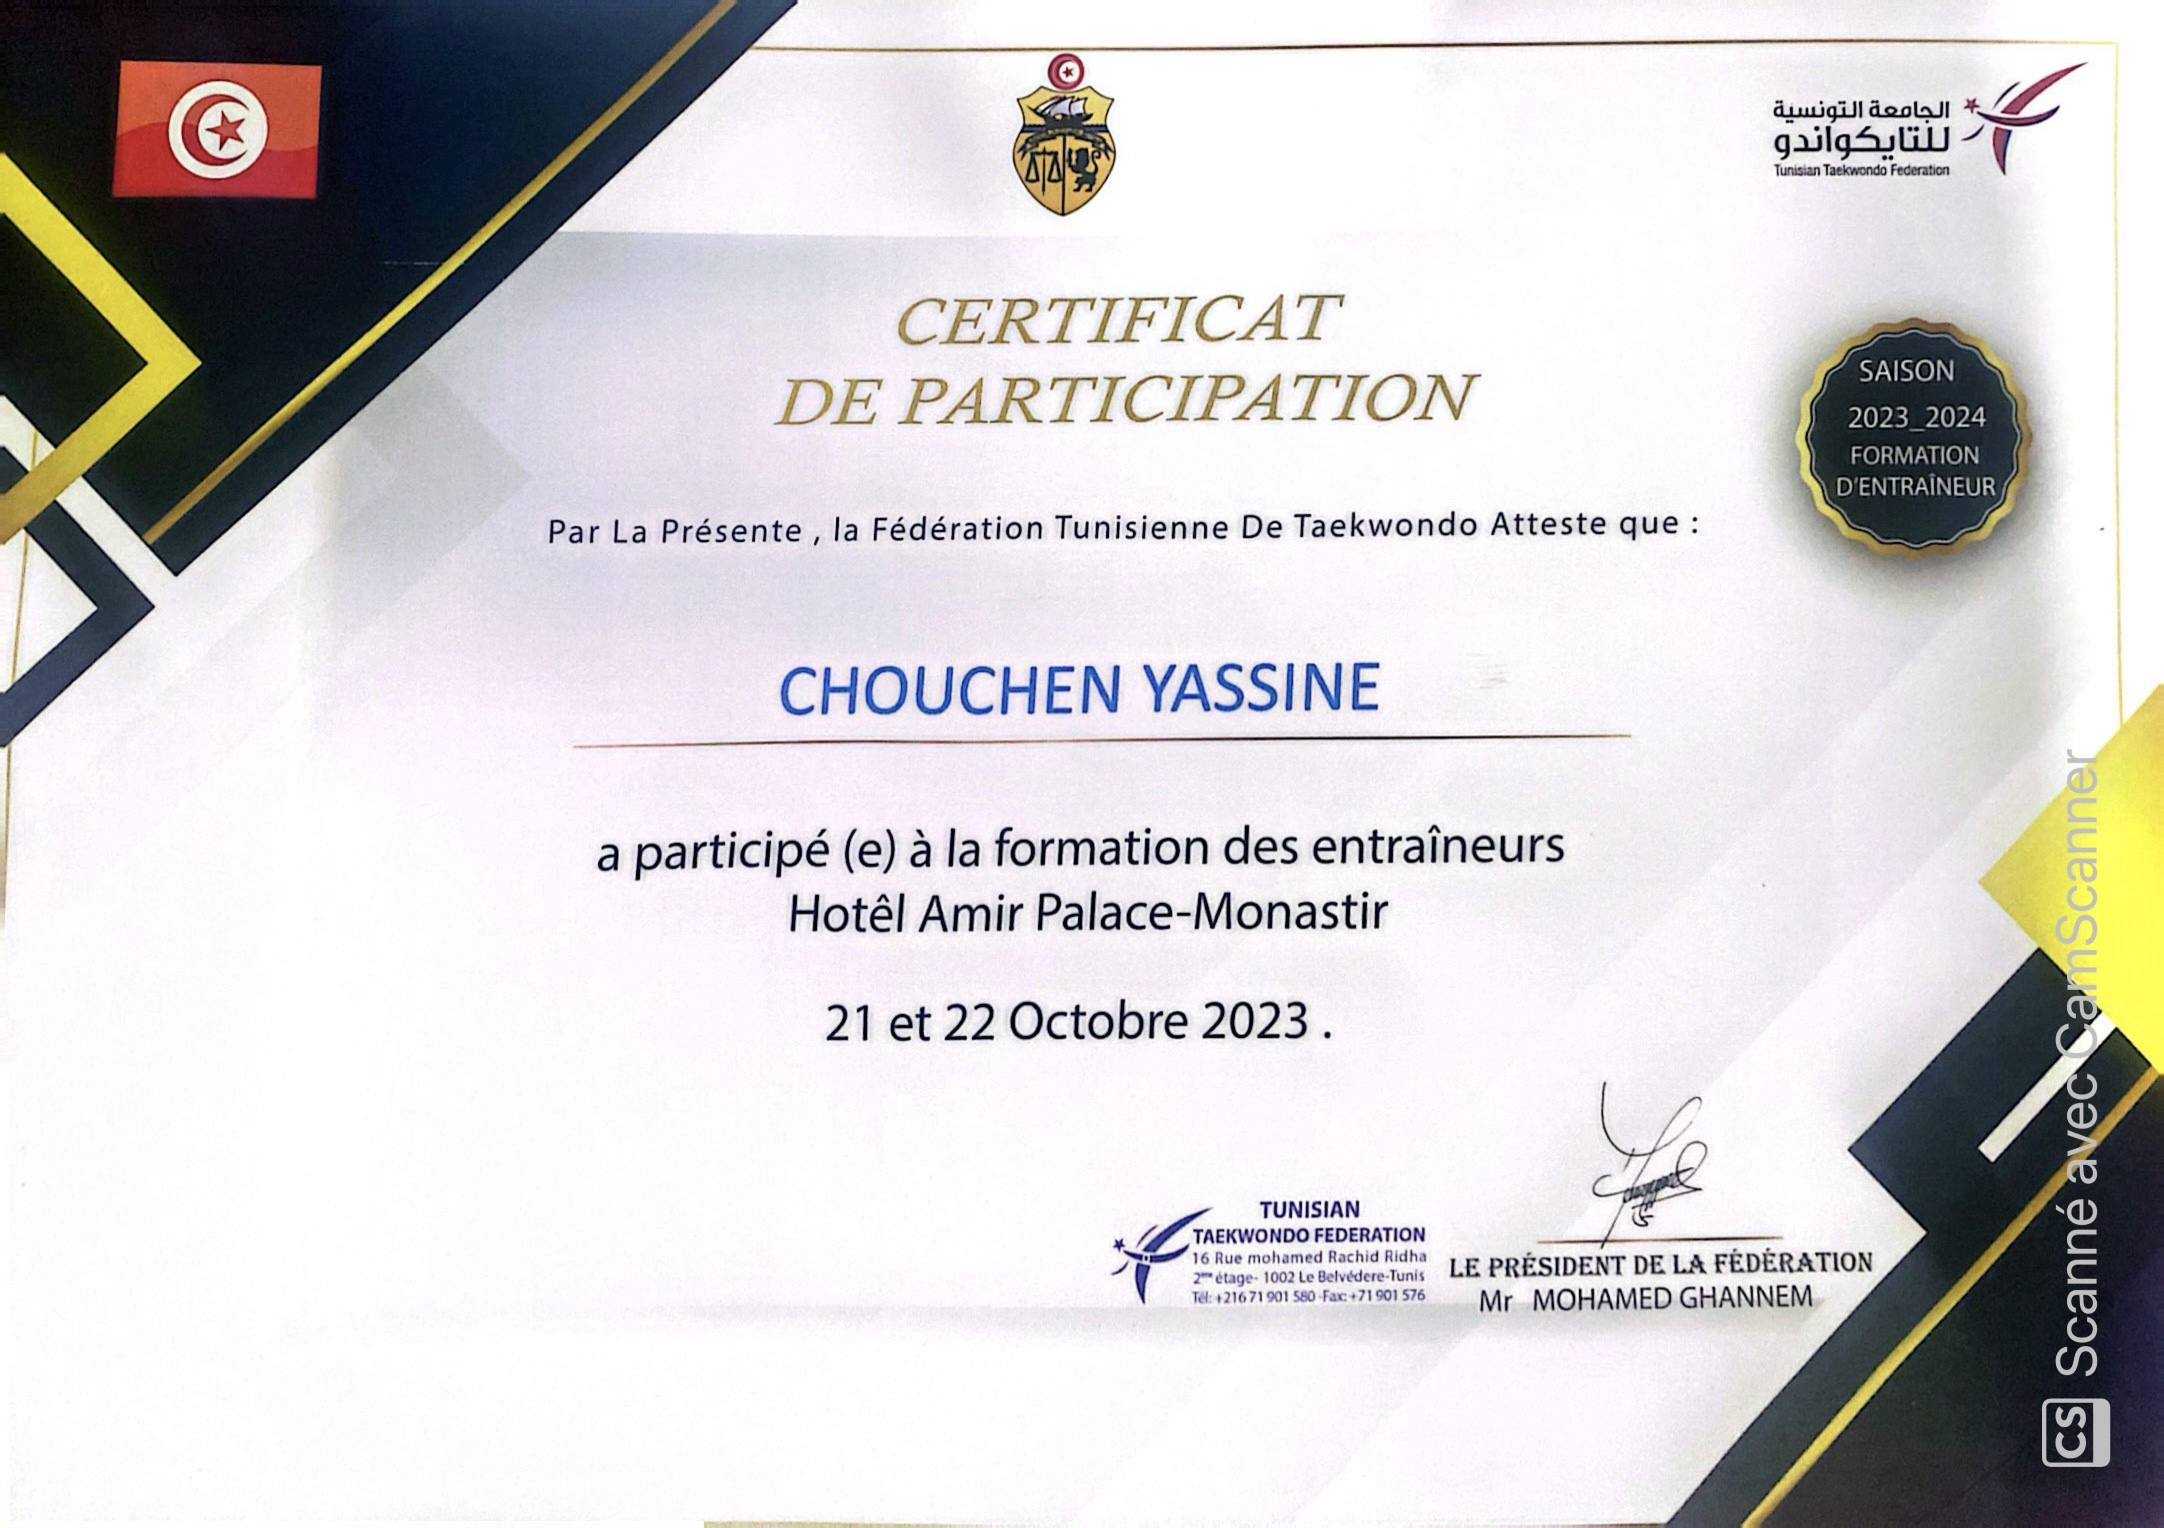 الجامعة التونسية
للتايكواندو
Tunisian Taekwondo Federation
CERTIFICAT
DE PARTICIPATION
SAISON
2023_2024
FORMATION
D'ENTRAÎNEUR
Par La Présente , la Fédération Tunisienne De Taekwondo Atteste que :
CHOUCHEN YASSINE
a participé (e) à la formation des entraîneurs
Hotêl Amir Palace-Monastir
21 et 22 Octobre 2023 .
TUNISIAN
TAEKWONDO FEDERATION
16 Rue mohamed Rachid Ridha
2ème étage- 1002 Le Belvédere-Tunis
Tél: +216 71 901 580 -Fax: +71 901 576
LE PRÉSIDENT DE LA FÉDÉRATION
Mr MOHAMED GHANNEM
CS Scanné avec CamScanner